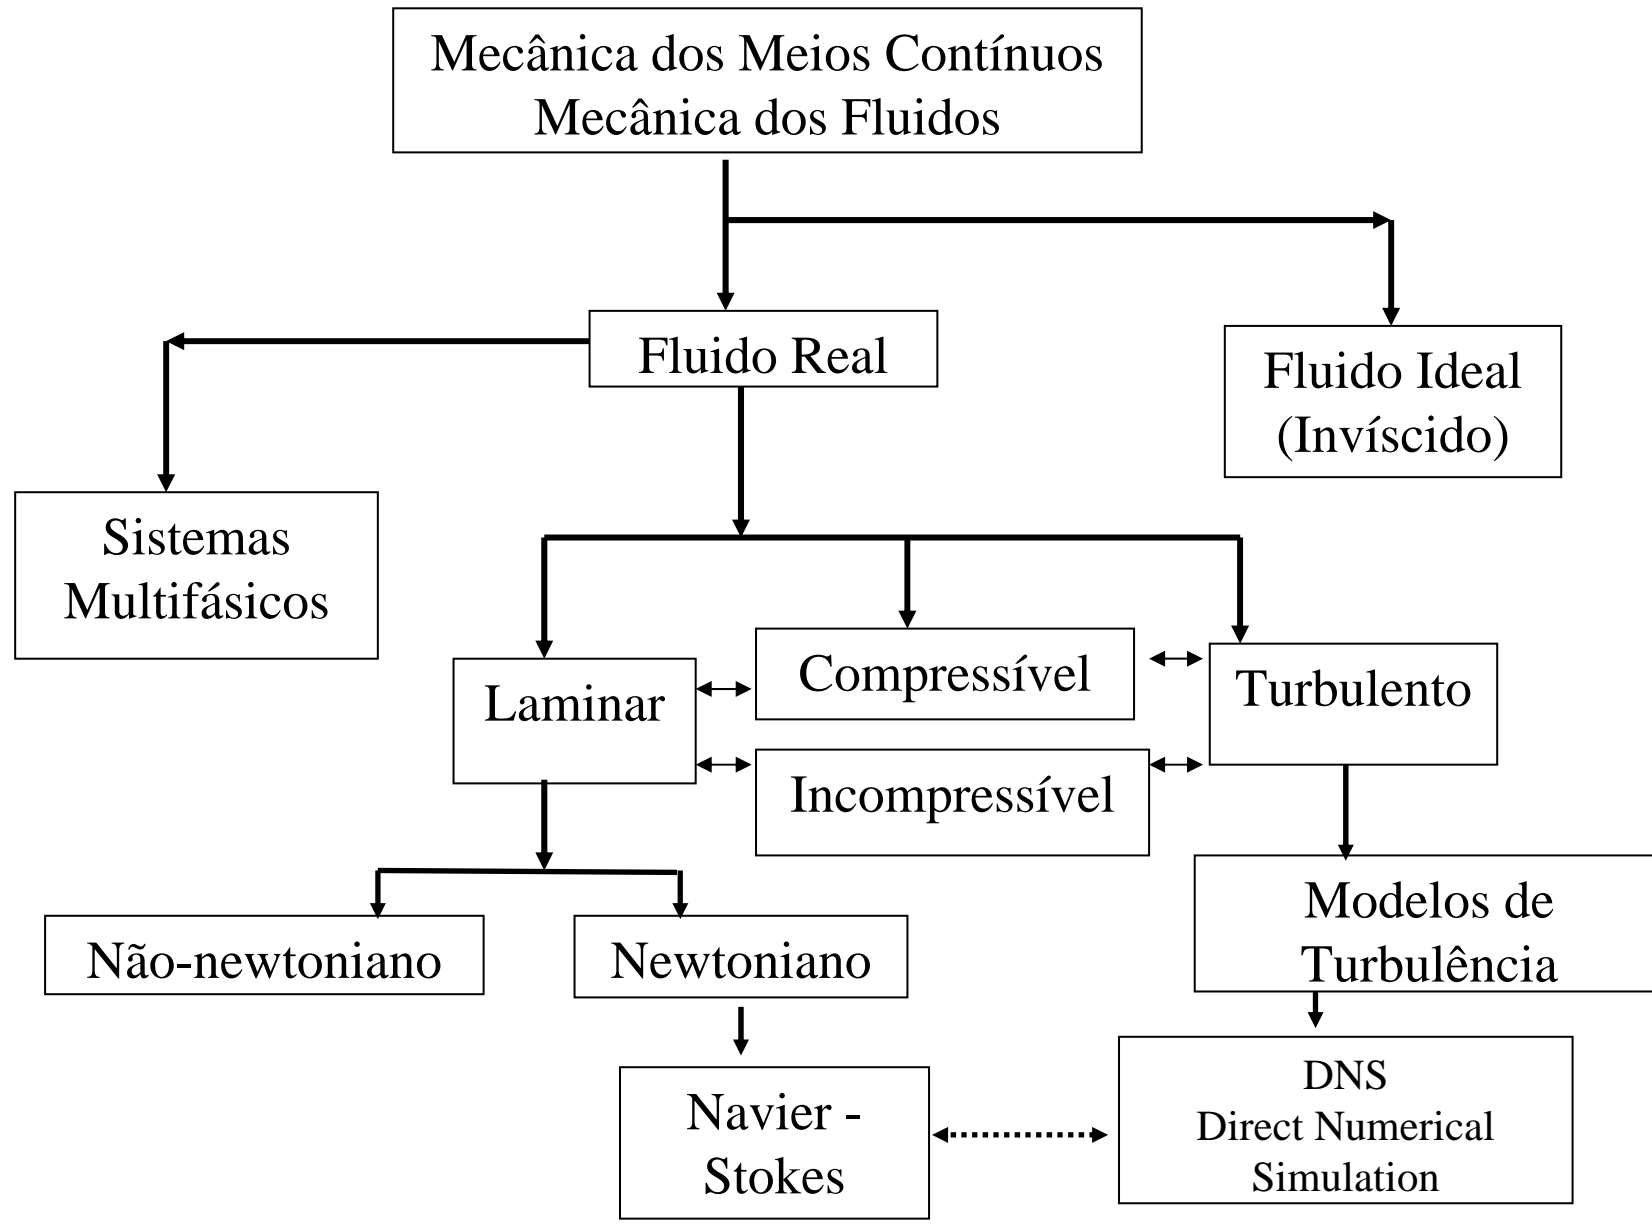 Mecânica dos Meios Contínuos
Mecânica dos Fluidos
Fluido Real
Fluido Ideal
(Invíscido)
Sistemas
Multifásicos
Laminar
Compressível
Turbulento
Incompressível
Não-newtoniano
Newtoniano
Modelos de
Turbulência
Navier -
Stokes
DNS
Direct Numerical
Simulation